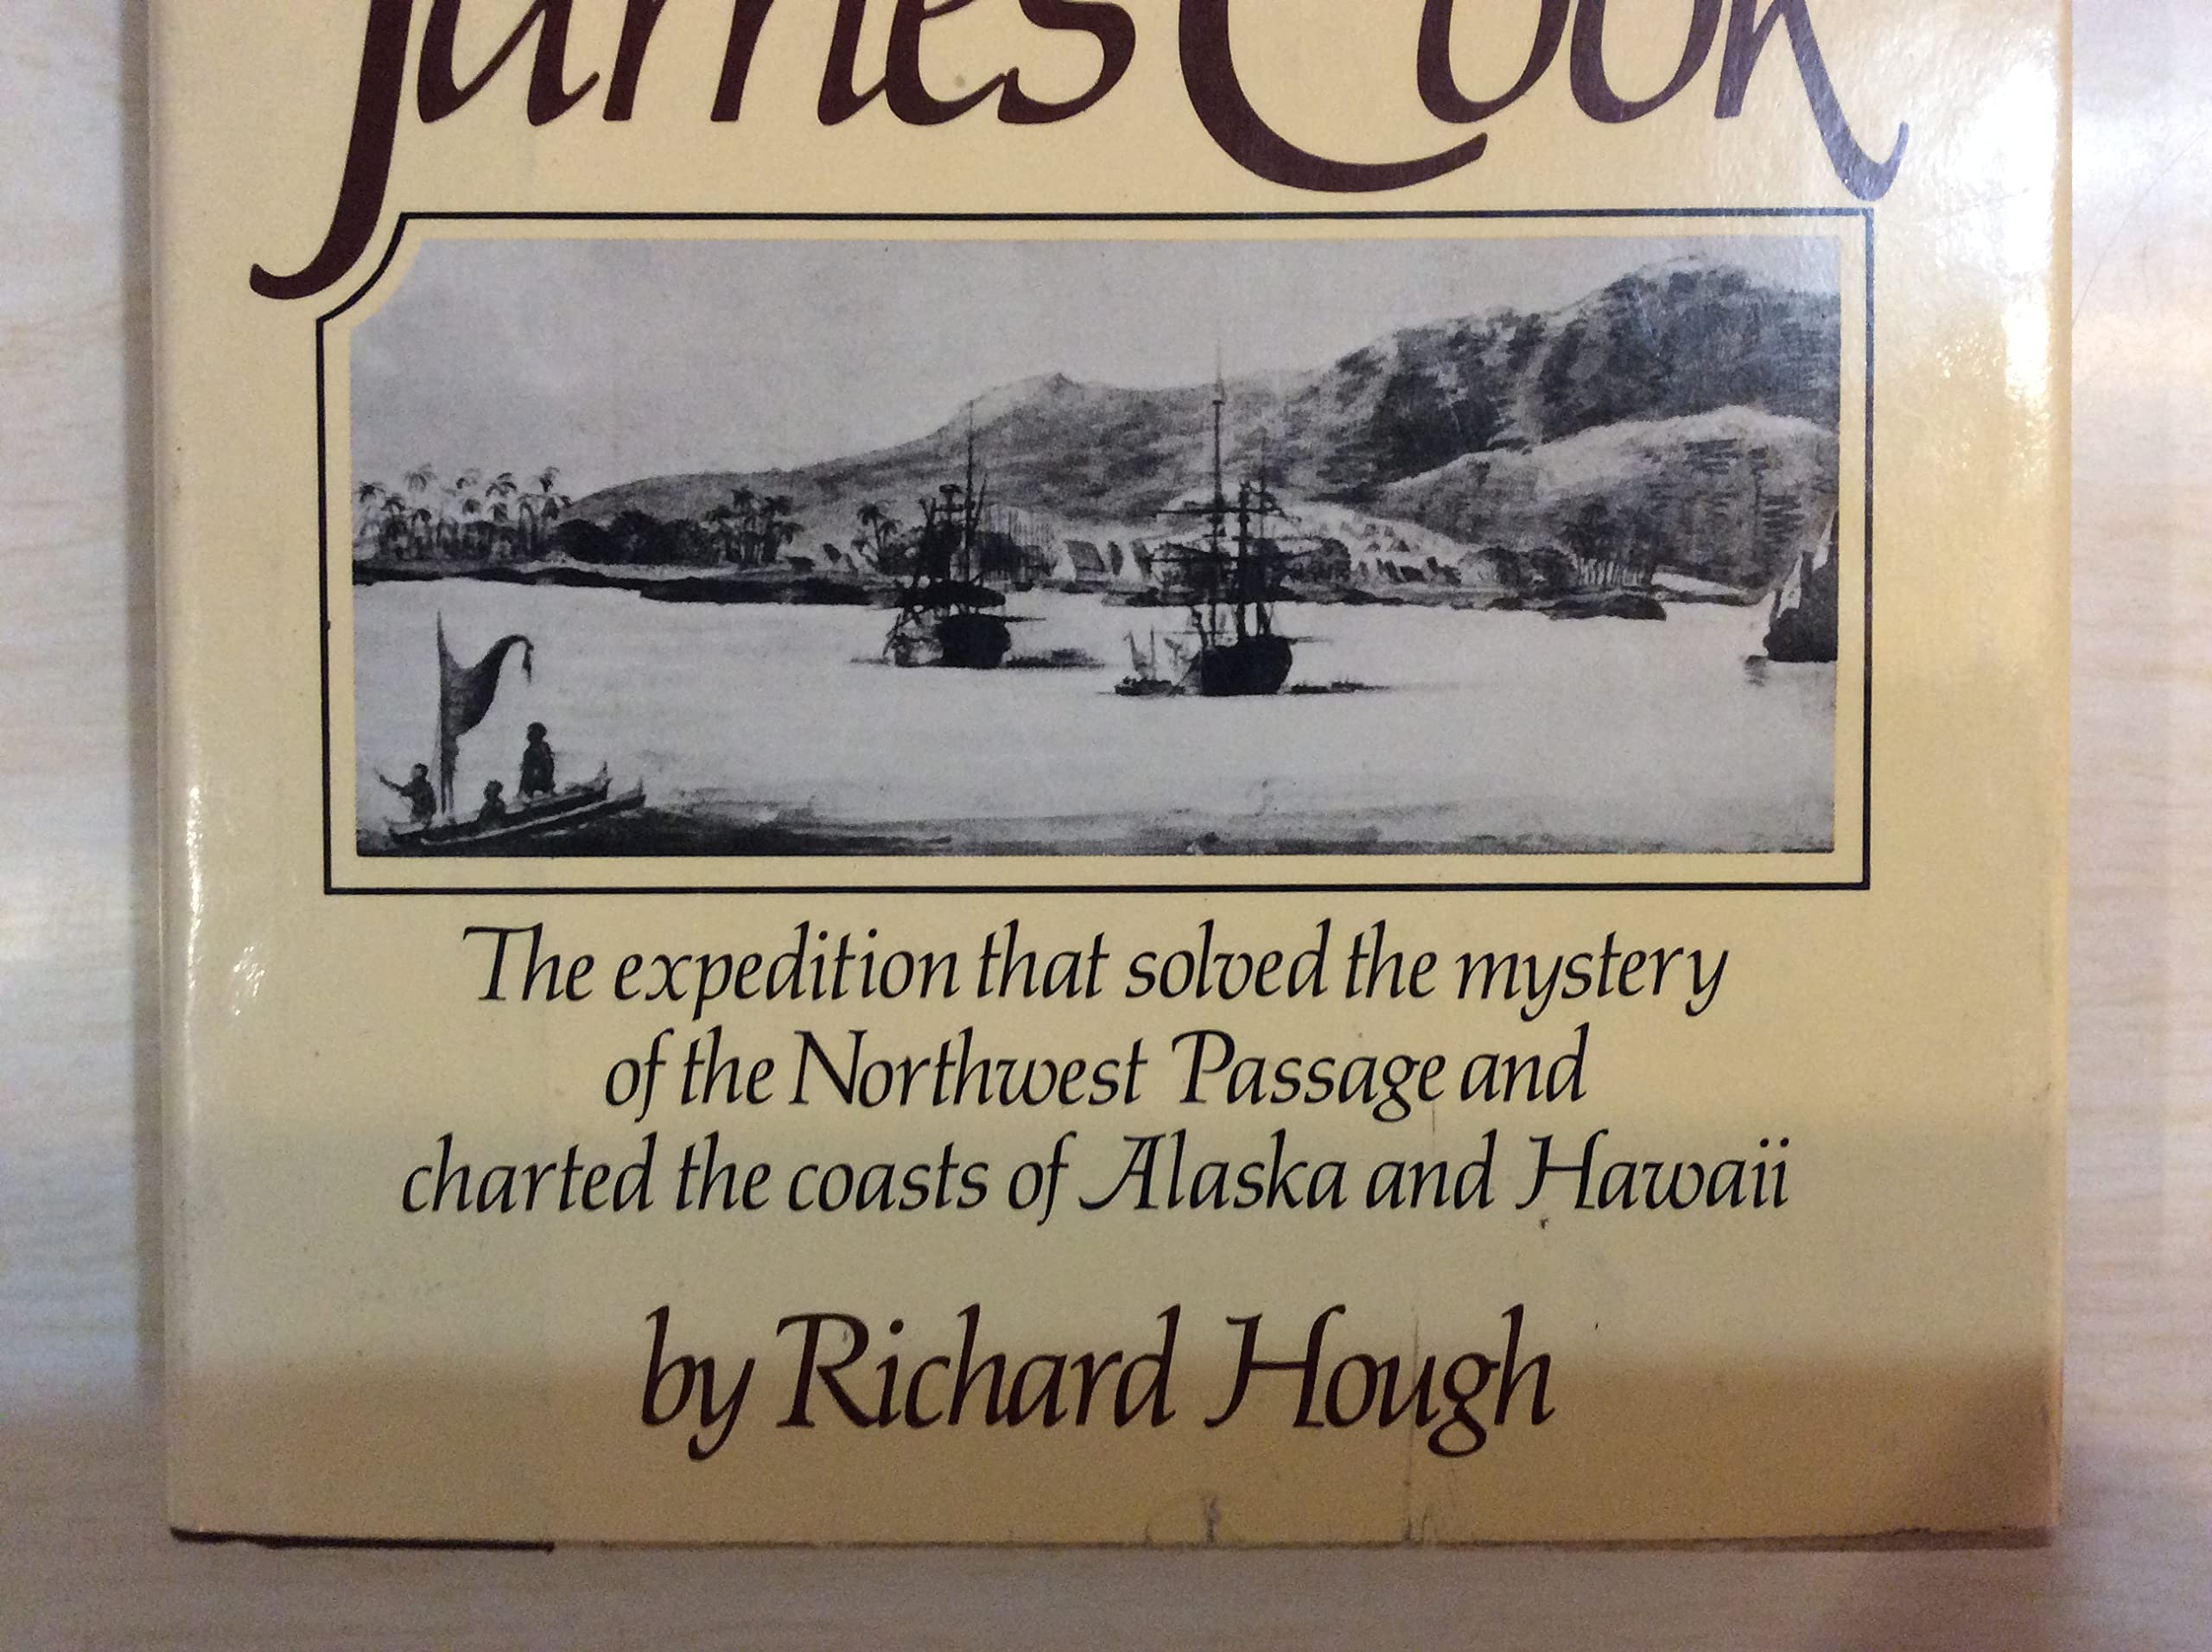 James Cook
The expedition that solved the mystery
of the Northwest Passage and
charted the coasts of Alaska and Hawaii
by Richard Hough